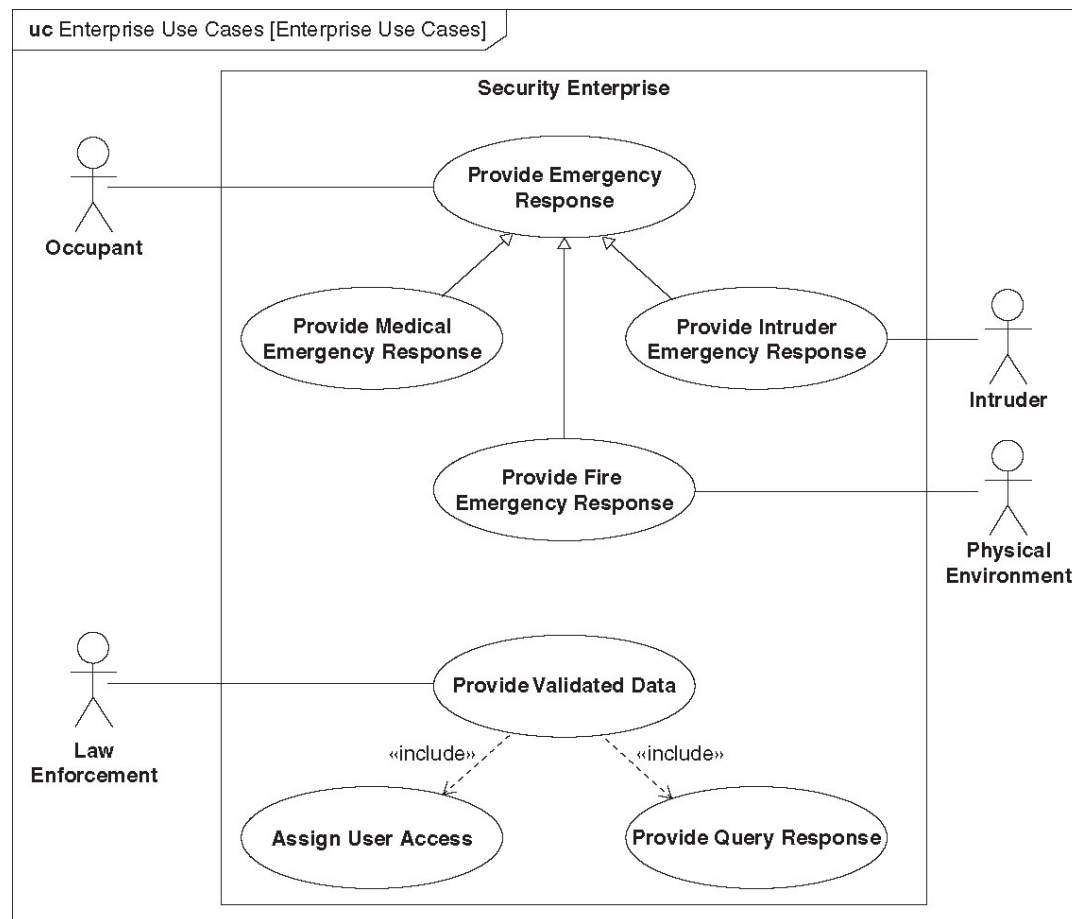 uc Enterprise Use Cases [Enterprise Use Cases]
Security Enterprise
Provide Emergency
Response
Occupant
Provide Medical
Emergency Response
Provide Intruder
Emergency Response
Intruder
Provide Fire
Emergency Response
Physical
Environment
Provide Validated Data
Law
Enforcement
«include»
«include»
Assign User Access
Provide Query Response